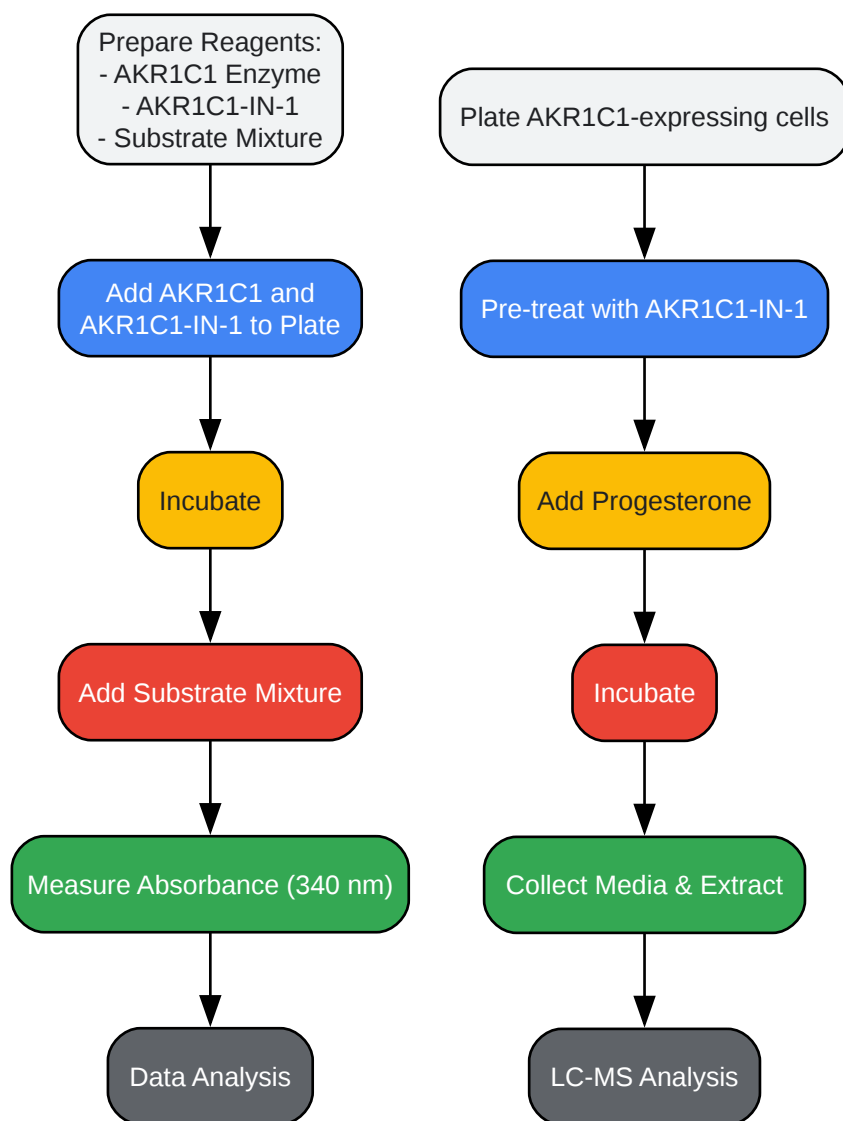 Prepare Reagents:
- AKR1C1 Enzyme
- AKR1C1-IN-1
- Substrate Mixture
Add AKR1C1 and
AKR1C1-IN-1 to Plate
Incubate
Add Substrate Mixture
Measure Absorbance (340 nm)
Data Analysis
Plate AKR1C1-expressing cells
Pre-treat with AKR1C1-IN-1
Add Progesterone
Incubate
Collect Media & Extract
LC-MS Analysis